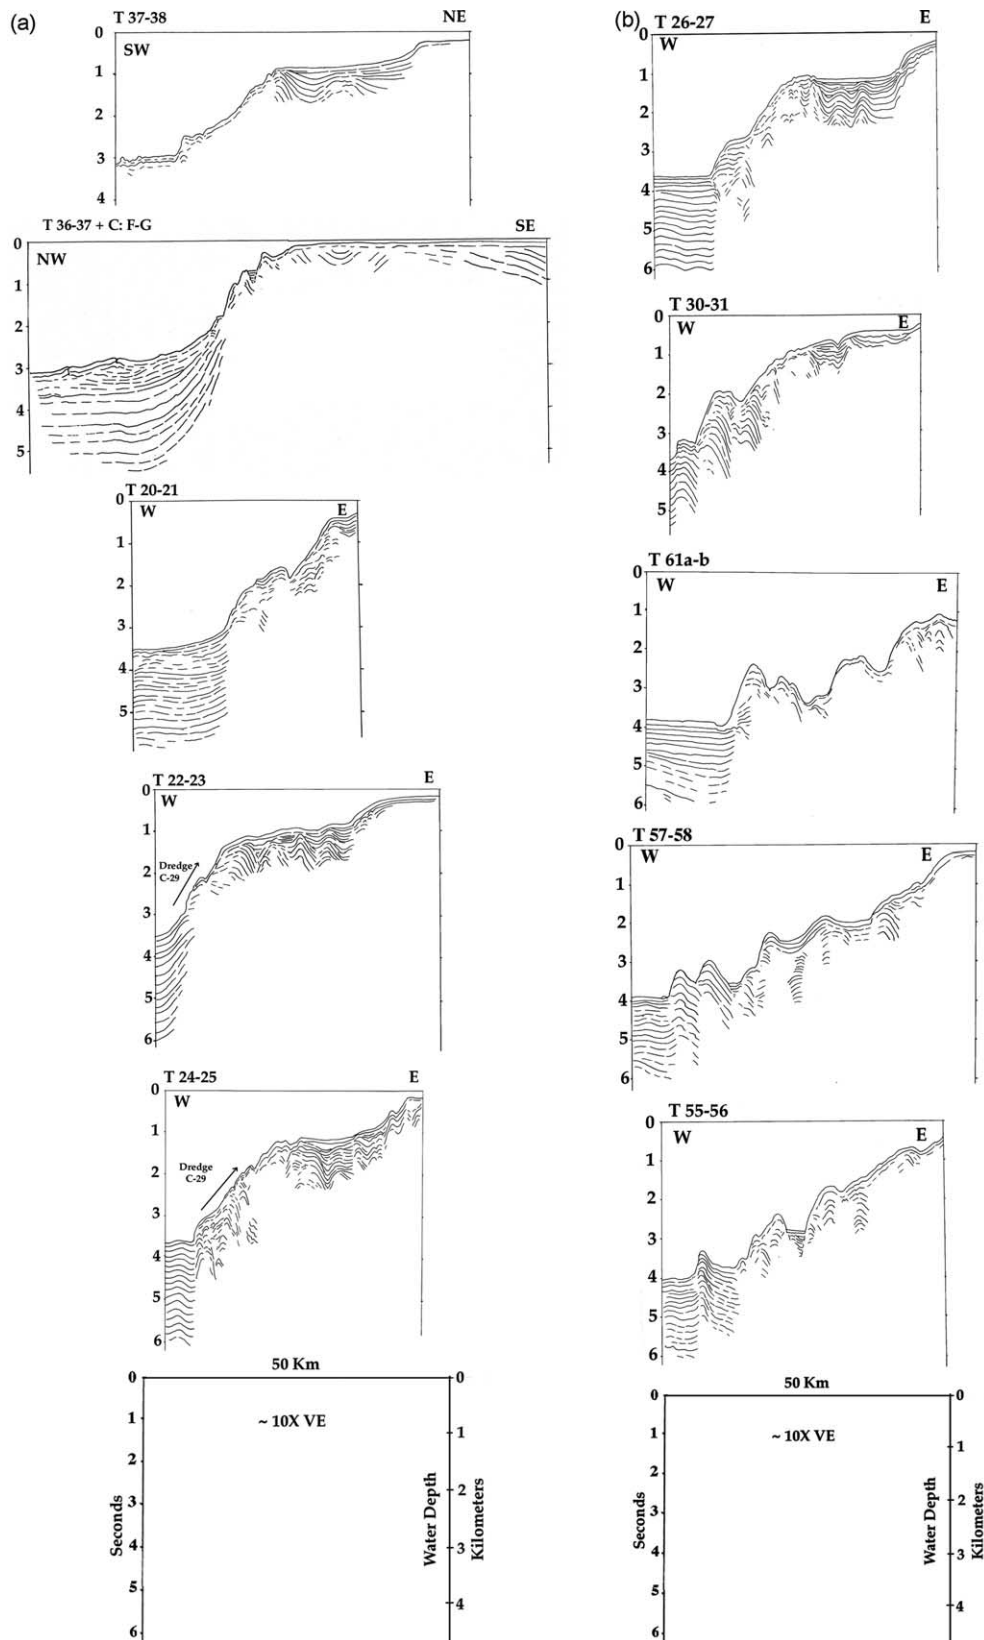 (a)
T 37-38
NE
SW
0
1
2
3
4
T 36-37 + C: F-G
SE
NW
0
1
2
3
4
5
T 20-21
W
E
0
1
2
3
4
5
T 22-23
E
W
0
1
2
3
4
5
6
Dredge
C-29
T 24-25
E
W
0
1
2
3
4
5
6
Dredge
C-29
50 Km
~ 10X VE
0
1
2
3
4
5
6
Seconds
0
1
2
3
4
Water Depth
Kilometers
(b)
T 26-27
E
W
0
1
2
3
4
5
6
T 30-31
W
E
0
1
2
3
4
5
T 61a-b
W
E
0
1
2
3
4
5
6
T 57-58
W
E
0
1
2
3
4
5
6
T 55-56
W
E
0
1
2
3
4
5
6
50 Km
~ 10X VE
0
1
2
3
4
5
6
Seconds
0
1
2
3
4
Water Depth
Kilometers